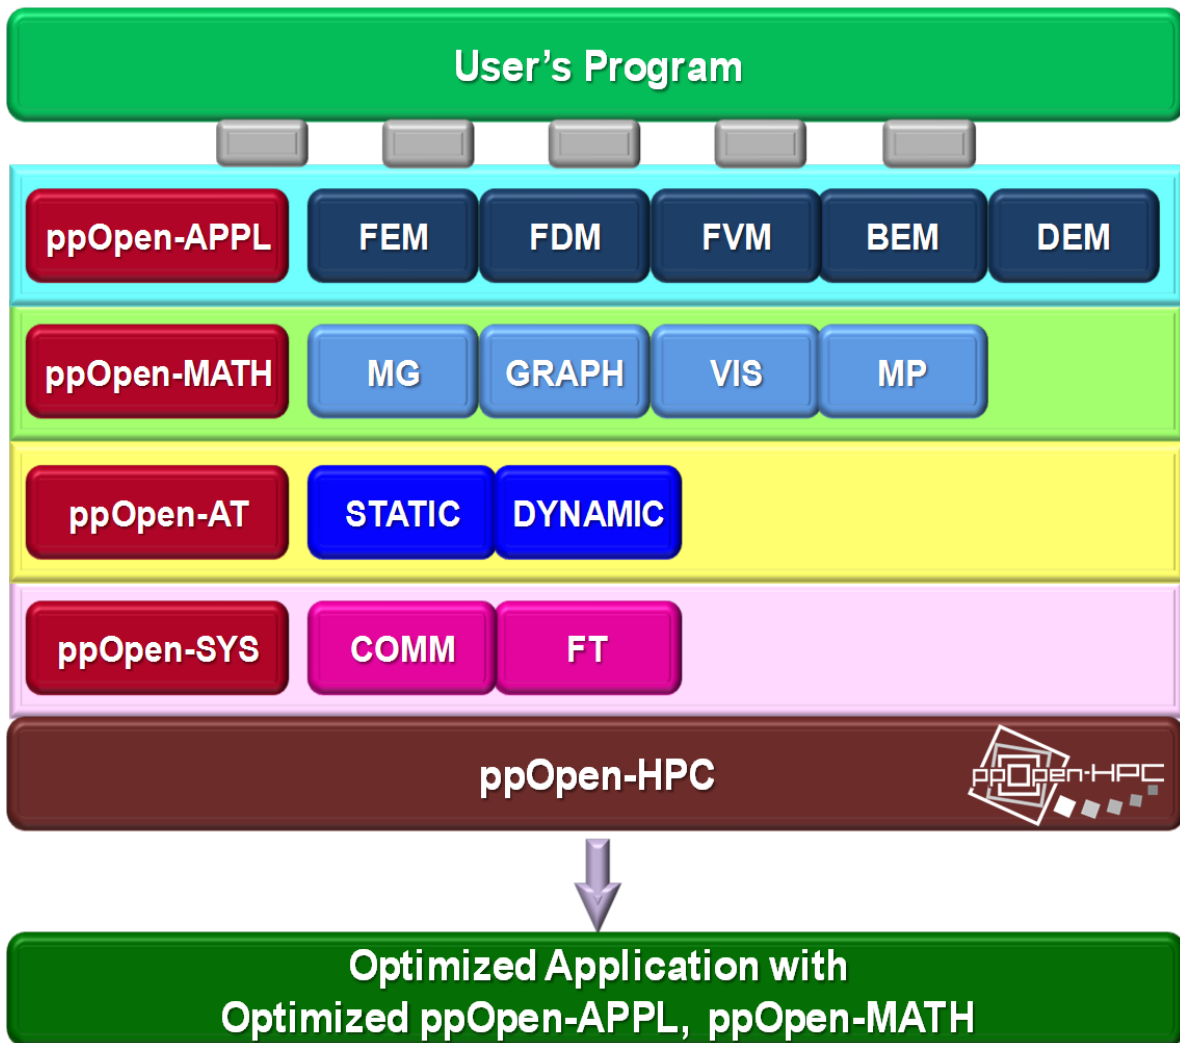 User’s Program
ppOpen-APPL FEM FDM FVM BEM DEM
ppOpen-MATH MG GRAPH VIS MP
ppOpen-AT STATIC DYNAMIC
ppOpen-SYS COMM FT
ppOpen-HPC ppOpen-HPC
Optimized Application with
Optimized ppOpen-APPL, ppOpen-MATH